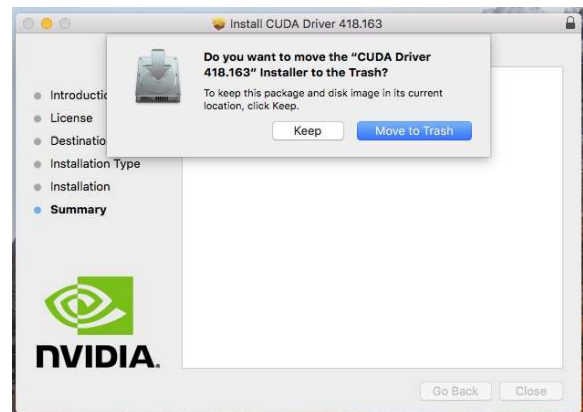 Install CUDA Driver 418.163
Do you want to move the “CUDA Driver
418.163” Installer to the Trash?
To keep this package and disk image in its current
location, click Keep.
Keep
Move to Trash
Introductio
License
Destinatio
Installation Type
Installation
Summary
NVIDIA.
Go Back
Close